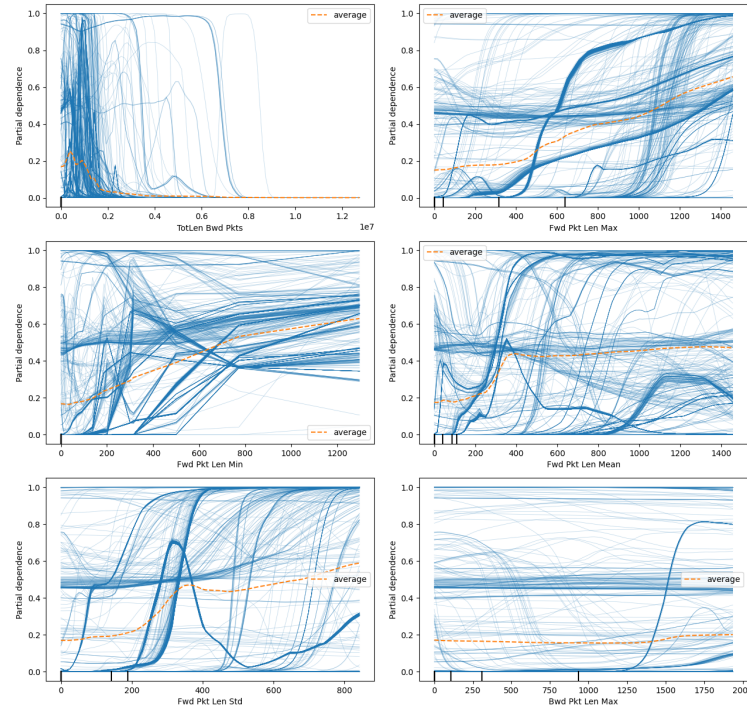 1.0
0.8
0.6
0.4
0.2
0.0
Partial dependence
average
0.0 0.2 0.4 0.6 0.8 1.0 1.2
1e7
TotLen Bwd Pkts
1.0
0.8
0.6
0.4
0.2
0.0
Partial dependence
average
0 200 400 600 800 1000 1200 1400
Fwd Pkt Len Max
1.0
0.8
0.6
0.4
0.2
0.0
Partial dependence
average
0 200 400 600 800 1000 1200
Fwd Pkt Len Min
1.0
0.8
0.6
0.4
0.2
0.0
Partial dependence
average
0 200 400 600 800 1000 1200 1400
Fwd Pkt Len Mean
1.0
0.8
0.6
0.4
0.2
0.0
Partial dependence
average
0 200 400 600 800
Fwd Pkt Len Std
1.0
0.8
0.6
0.4
0.2
0.0
Partial dependence
average
0 250 500 750 1000 1250 1500 1750 2000
Bwd Pkt Len Max